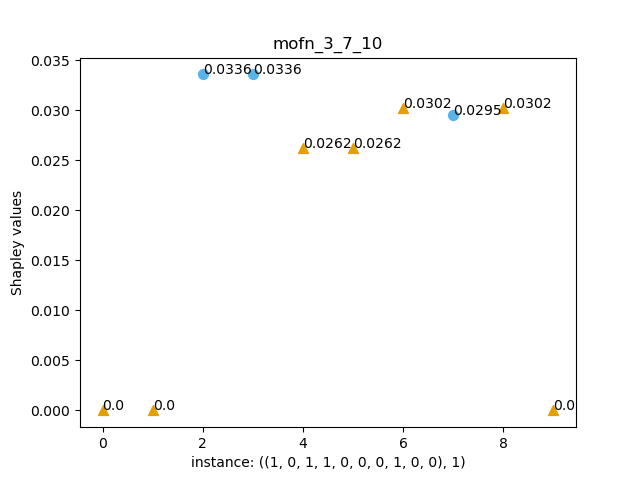 mofn_3_7_10
0.035
0.0336 0.0336
0.030
0.0302 0.0295 0.0302
0.025
0.0262 0.0262
0.020
0.015
0.010
0.005
0.000
0.0 0.0 0.0
Shapley values
0 2 4 6 8
instance: ((1, 0, 1, 1, 0, 0, 0, 1, 0, 0), 1)